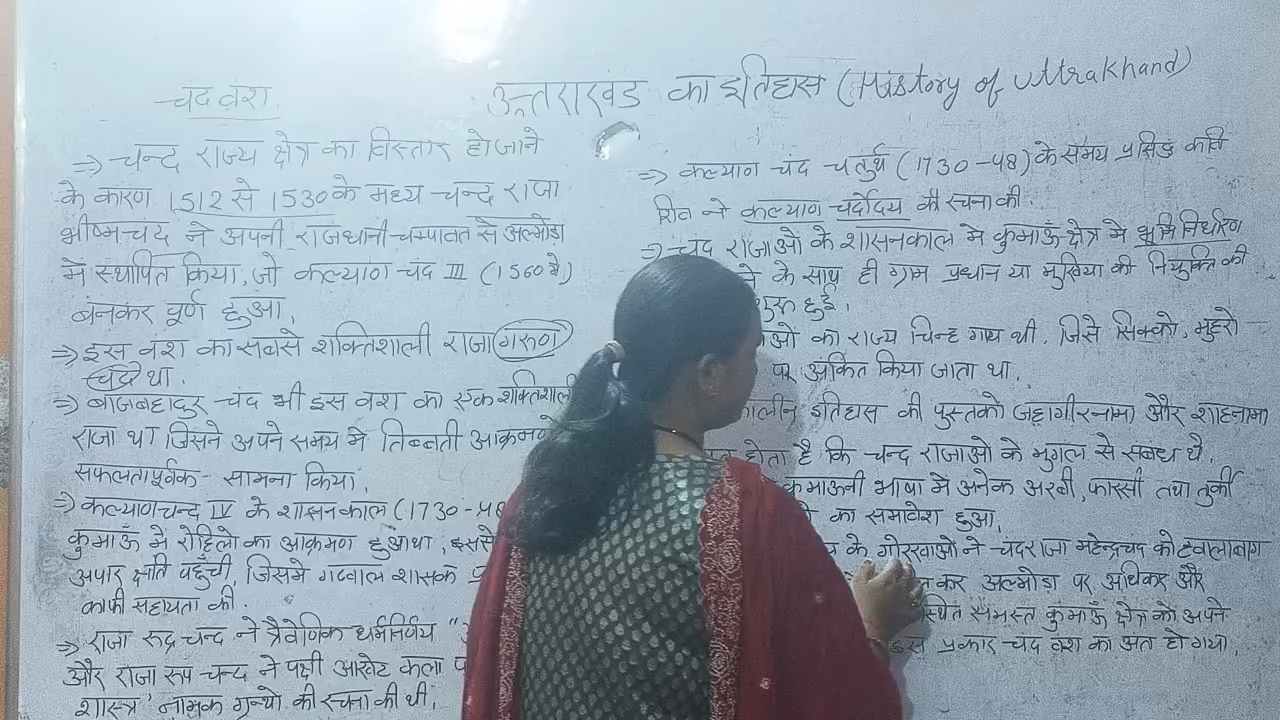 उत्तराखंड का इतिहास (History of Uttrakhand)
चंद वंश.
⇒ चन्द राज्य क्षेत्र का विस्तार हो जाने
के कारण 1512 से 1530 के मध्य चन्द राजा
भीष्मचंद ने अपनी राजधानी चम्पावत से अल्मोड़ा
मे स्थापित किया, जो कल्याण चंद III (1560 मे)
बनकर पूर्ण हुआ,
⇒ इस वंश का सबसे शक्तिशाली राजा गरुण
चंद्र था.
⇒ बाजबहादुर चंद भी इस वंश का एक शक्तिशाली
राजा था जिसने अपने समय मे तिब्बती आक्रमणो
सफलतापूर्वक सामना किया,
⇒ कल्याणचन्द IV के शासनकाल (1730-
कुमाऊँ मे रोहिलो का आक्रमण हुआ था, इससे
अपार क्षति पहुँची, जिसमे गढवाल शासक
काफी सहायता की.
⇒ राजा रूद्र चन्द ने त्रैवेणिक धर्मनिर्णय "
और राजा रूप चन्द ने पक्षी आखेट कला प
शास्त्र' नामक ग्रन्थो की रचना की थी,
⇒ कल्याण चंद चतुर्थ (1730-48) के समय प्रसिद्ध कवि
शिव ने कल्याण चंर्दोदय की रचना की.
⇒ चंद राजाओ के शासनकाल मे कुमाऊँ क्षेत्र मे भूमि निर्धारण
ने के साथ ही ग्राम प्रधान या मुखिया की नियुक्ति की
शुरू हुई,
ओ का राज्य चिन्ह गाय थी, जिसे सिक्को, मुहरो
पर अंकित किया जाता था,
कालीन इतिहास की पुस्तको जहागीरनामा और शाहनामा
होता है कि चन्द राजाओ के मुगल से सबंध थे,
कुमाऊनी भाषा मे अनेक अरबी, फारसी तथा तुर्की
का समावेश हुआ,
के गोरखाओ ने चंदराजा महेन्द्रचंद को हवालाबाग
कर अल्मोड़ा पर अधिकर और
स्थित समस्त कुमाऊँ क्षेत्र को अपने
इस प्रकार चंद वंश का अंत हो गया,